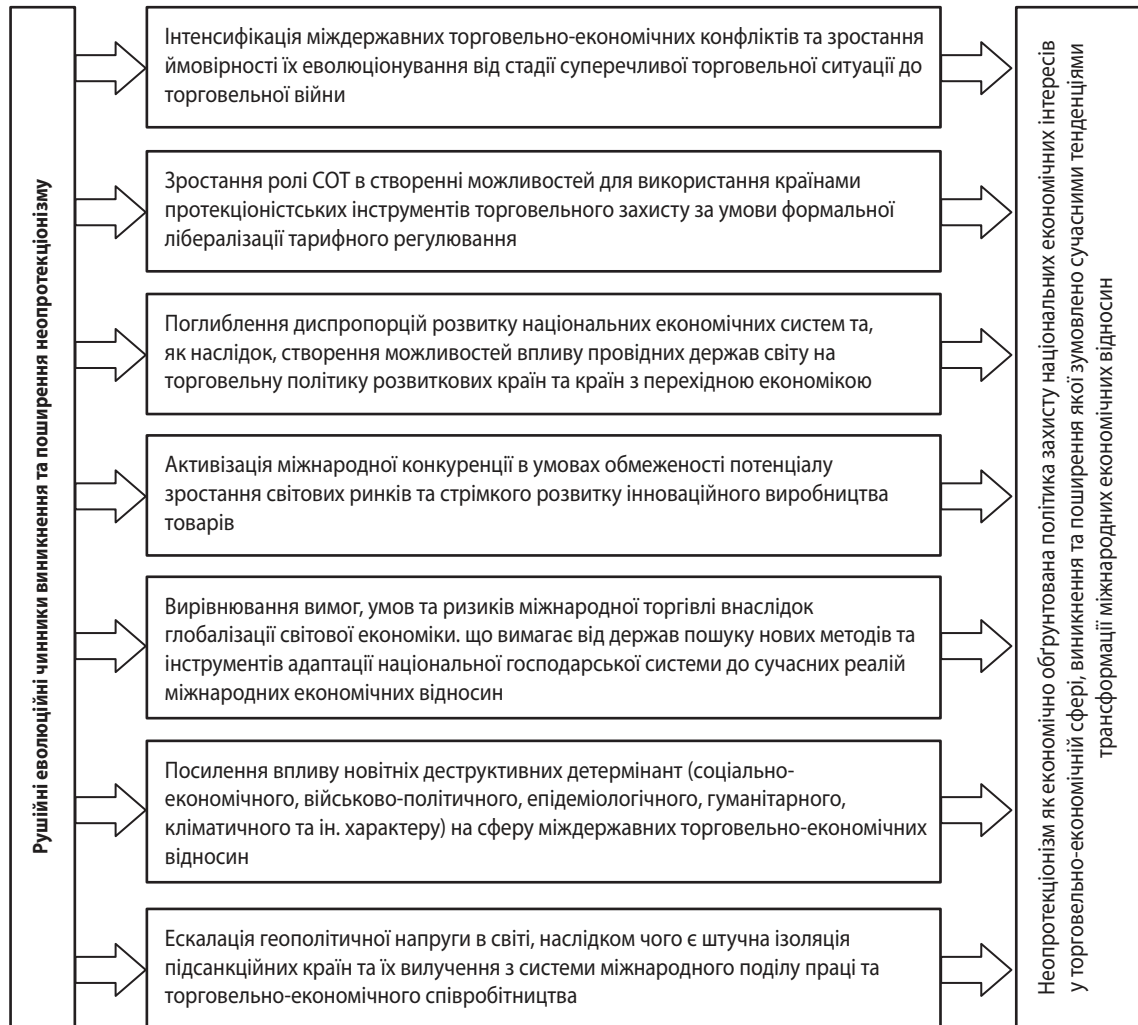 Рушійні еволюційні чинники виникнення та поширення неопротекціонізму
Інтенсифікація міждержавних торговельно-економічних конфліктів та зростання
ймовірності їх еволюціонування від стадії суперечливої торговельної ситуації до
торговельної війни
Зростання ролі СОТ в створенні можливостей для використання країнами
протекціоністських інструментів торговельного захисту за умови формальної
лібералізації тарифного регулювання
Поглиблення диспропорцій розвитку національних економічних систем та,
як наслідок, створення можливостей впливу провідних держав світу на
торговельну політику розвиткових країн та країн з перехідною економікою
Активізація міжнародної конкуренції в умовах обмеженості потенціалу
зростання світових ринків та стрімкого розвитку інноваційного виробництва
товарів
Вирівнювання вимог, умов та ризиків міжнародної торгівлі внаслідок
глобалізації світової економіки. що вимагає від держав пошуку нових методів та
інструментів адаптації національної господарської системи до сучасних реалій
міжнародних економічних відносин
Посилення впливу новітніх деструктивних детермінант (соціально-
економічного, військово-політичного, епідеміологічного, гуманітарного,
кліматичного та ін. характеру) на сферу міждержавних торговельно-економічних
відносин
Ескалація геополітичної напруги в світі, наслідком чого є штучна ізоляція
підсанкційних країн та їх вилучення з системи міжнародного поділу праці та
торговельно-економічного співробітництва
Неопротекціонізм як економічно обґрунтована політика захисту національних економічних інтересів
у торговельно-економічній сфері, виникнення та поширення якої зумовлено сучасними тенденціями
трансформації міжнародних економічних відносин